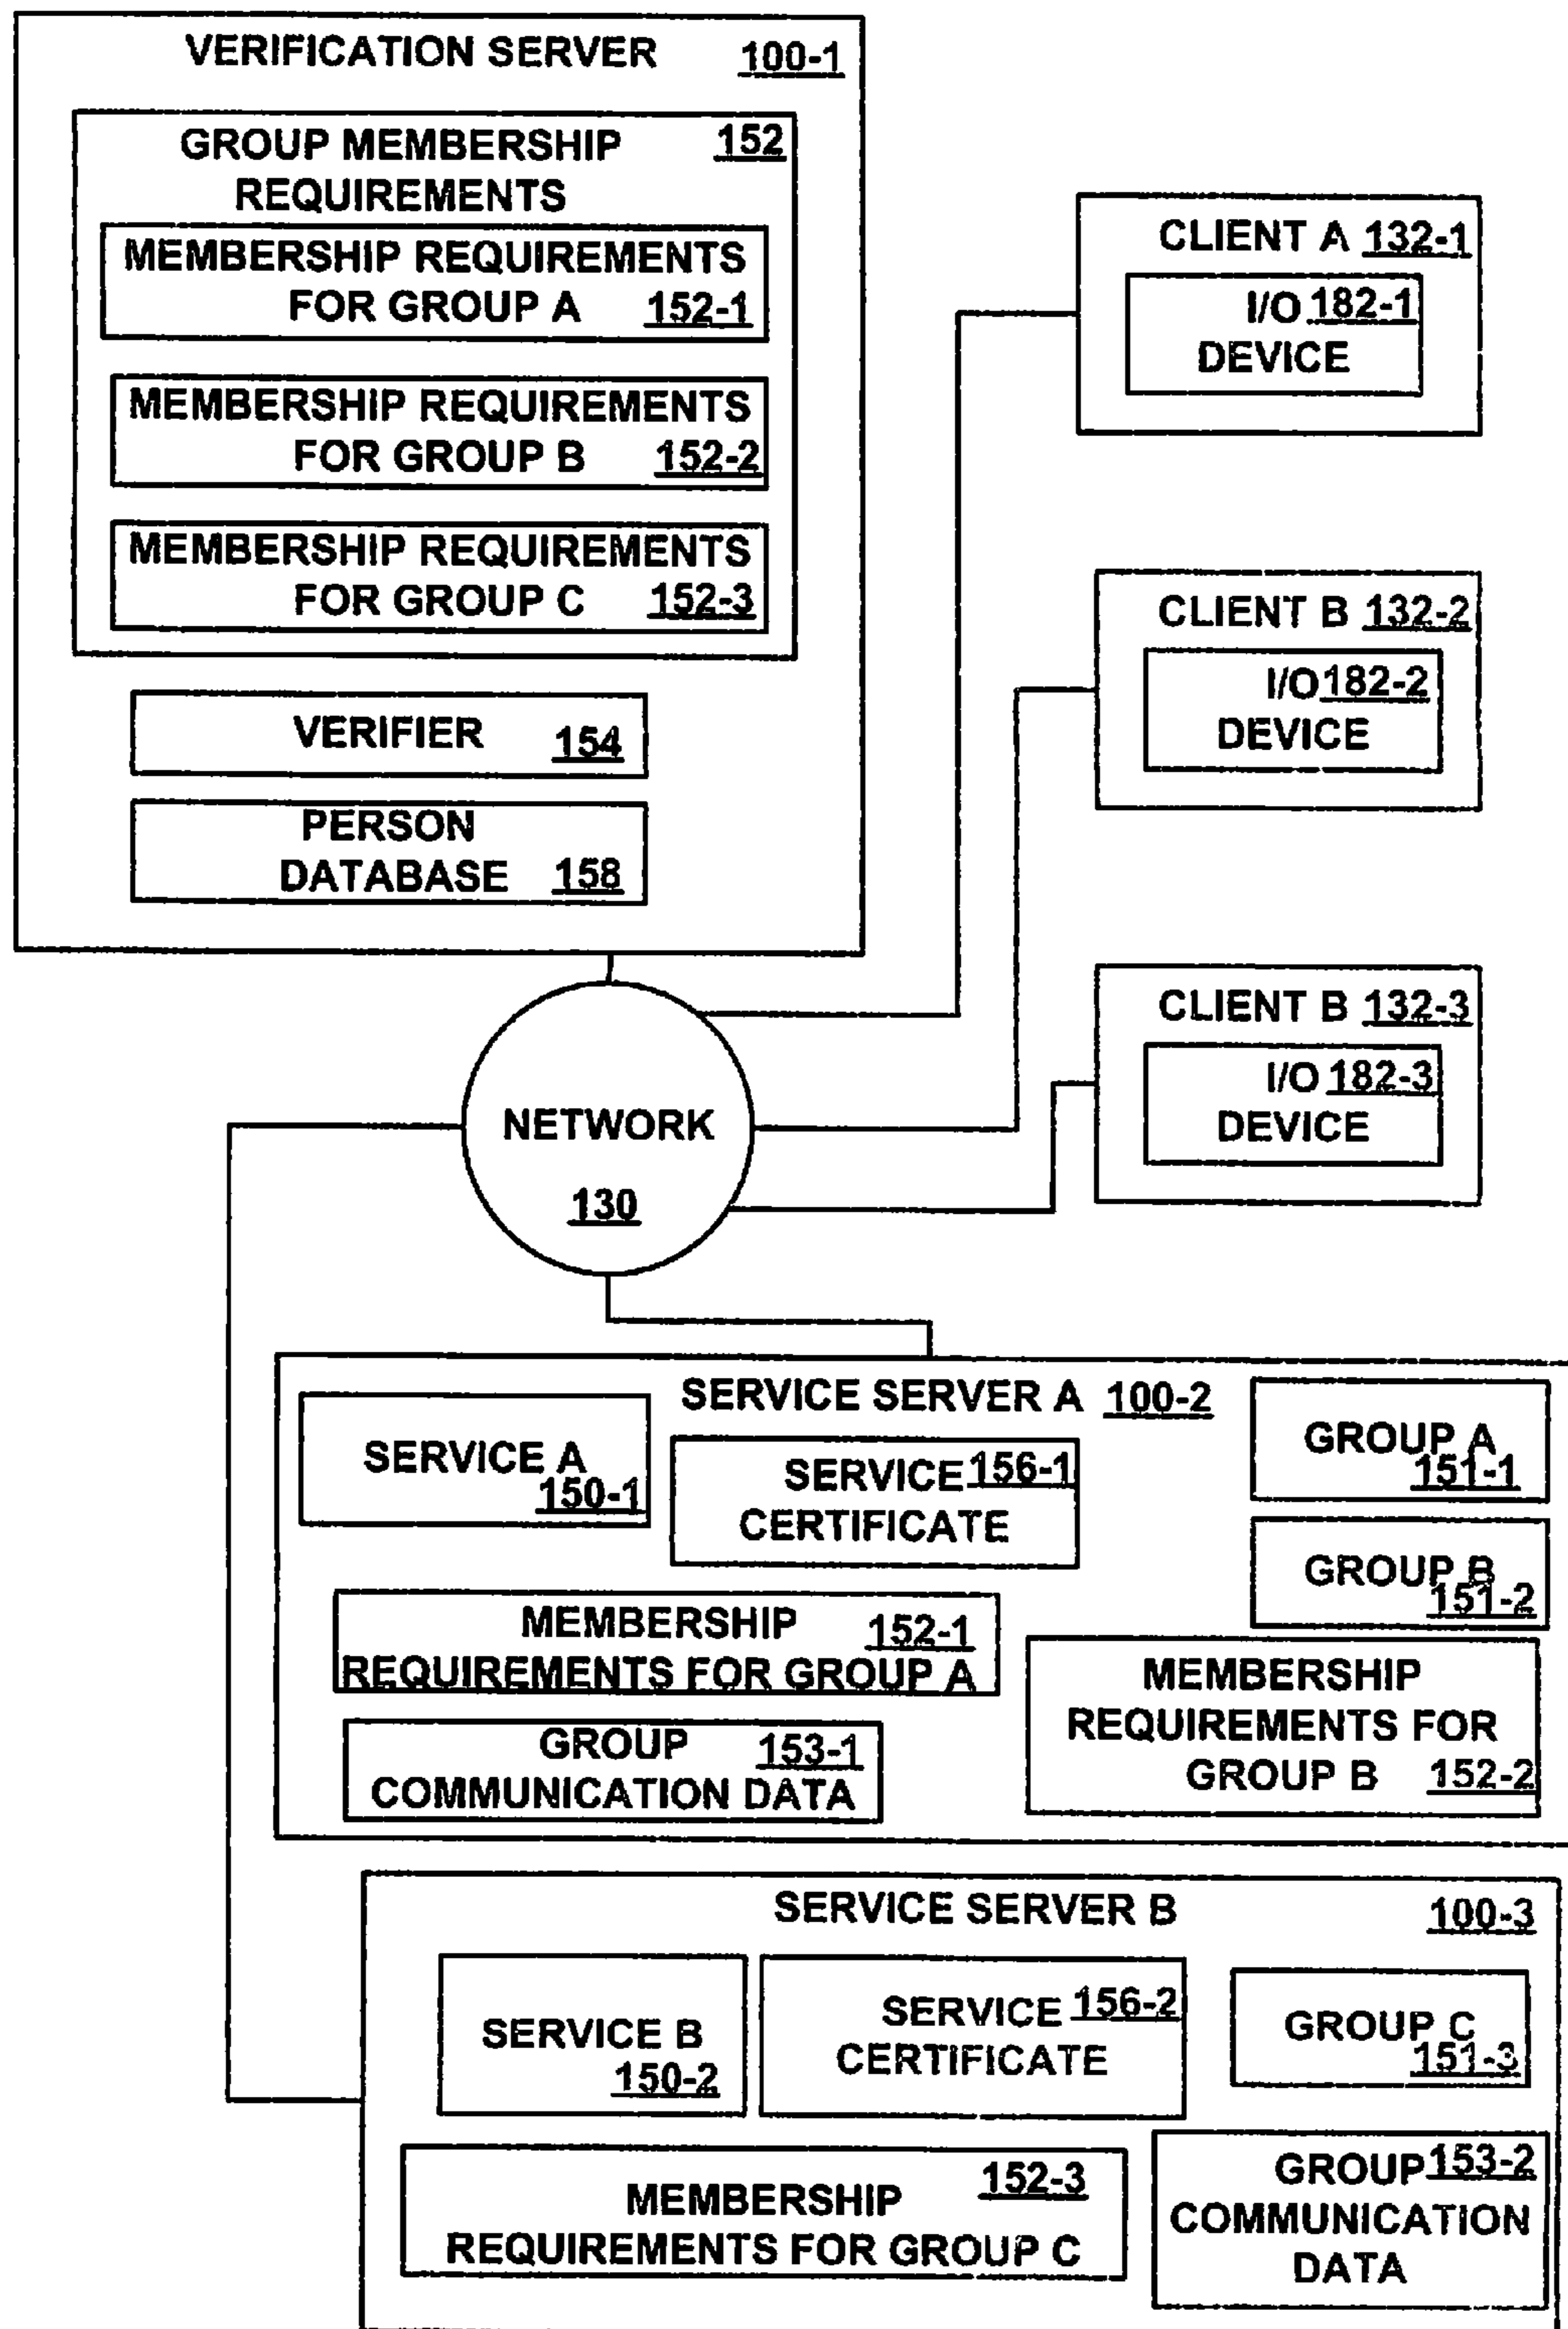 VERIFICATION SERVER 100-1
GROUP MEMBERSHIP 152
REQUIREMENTS
MEMBERSHIP REQUIREMENTS
FOR GROUP A 152-1
MEMBERSHIP REQUIREMENTS
FOR GROUP B 152-2
MEMBERSHIP REQUIREMENTS
FOR GROUP C 152-3
VERIFIER 154
PERSON
DATABASE 158
CLIENT A 132-1
I/O 182-1
DEVICE
CLIENT B 132-2
I/O 182-2
DEVICE
CLIENT B 132-3
I/O 182-3
DEVICE
NETWORK
130
SERVICE SERVER A 100-2
SERVICE A
150-1
SERVICE 156-1
CERTIFICATE
GROUP A
151-1
GROUP B
151-2
MEMBERSHIP 152-1
REQUIREMENTS FOR GROUP A
MEMBERSHIP
REQUIREMENTS FOR
GROUP B 152-2
GROUP 153-1
COMMUNICATION DATA
SERVICE SERVER B 100-3
SERVICE B
150-2
SERVICE 156-2
CERTIFICATE
GROUP C
151-3
MEMBERSHIP 152-3
REQUIREMENTS FOR GROUP C
GROUP 153-2
COMMUNICATION
DATA